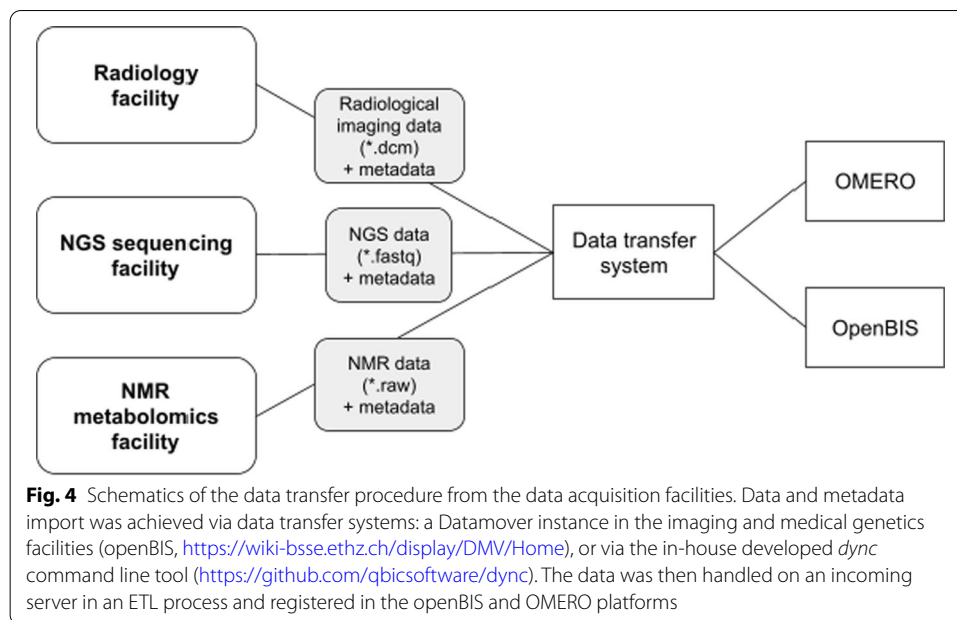 Radiology
facility
Radiological
imaging data
(*.dcm)
+ metadata
OMERO
NGS sequencing
facility
NGS data
(*.fastq)
+ metadata
Data transfer
system
OpenBIS
NMR
metabolomics
facility
NMR data
(*.raw)
+ metadata
Fig. 4 Schematics of the data transfer procedure from the data acquisition facilities. Data and metadata
import was achieved via data transfer systems: a Datamover instance in the imaging and medical genetics
facilities (openBIS, https://wiki-bsse.ethz.ch/display/DMV/Home), or via the in-house developed dync
command line tool (https://github.com/qbicsoftware/dync). The data was then handled on an incoming
server in an ETL process and registered in the openBIS and OMERO platforms